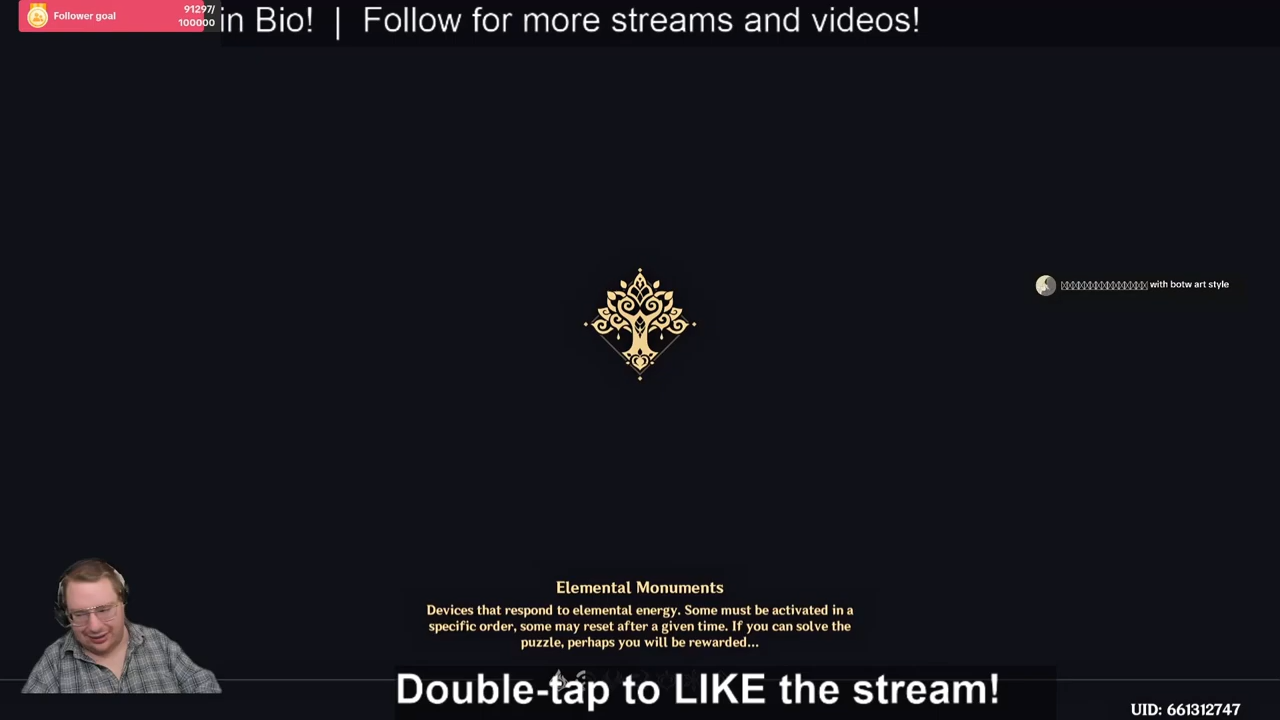 Follower goal
91297/
100000
in Bio! | Follow for more streams and videos!
with botw art style
Elemental Monuments
Devices that respond to elemental energy. Some must be activated in a
specific order, some may reset after a given time. If you can solve the
puzzle, perhaps you will be rewarded...
Double-tap to LIKE the stream!
UID: 661312747